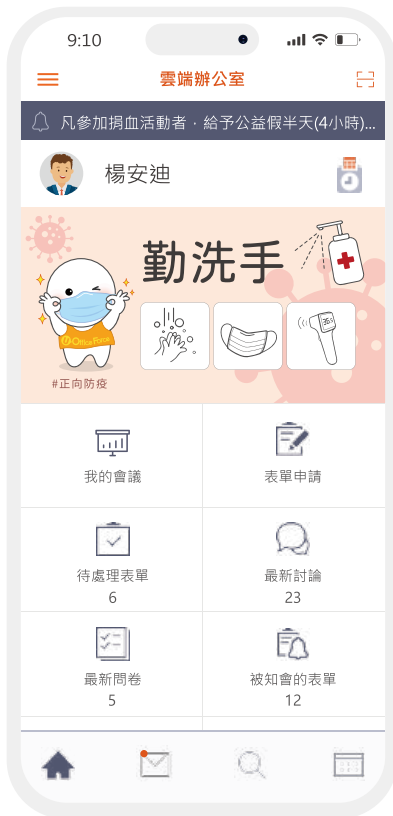 9:10
雲端辦公室
凡參加捐血活動者，給予公益假半天(4小時)...
楊安迪
勤洗手
Office Force
36.5
#正向防疫
我的會議
表單申請
待處理表單
6
最新討論
23
最新問卷
5
被知會的表單
12